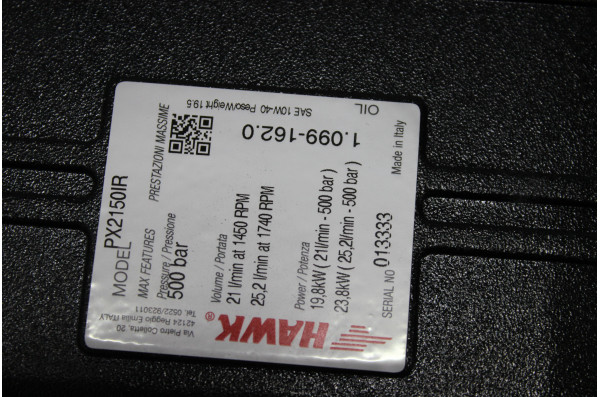 HAWK®
Via Pietro Colletta, 20
42124 Reggio Emilia ITALY
Tel. 0522/923011
MODEL PX2150IR
MAX FEATURES PRESTAZIONI MASSIME
Pressure / Pressione
500 bar
Volume / Portata
21 l/min at 1450 RPM
25,2 l/min at 1740 RPM
Power / Potenza
19,8kW ( 21l/min - 500 bar )
23,8kW ( 25,2l/min - 500 bar )
SERIAL NO 013333 Made in Italy
OIL
SAE 10W-40 Peso/Weight 19.5
1.099-162.0